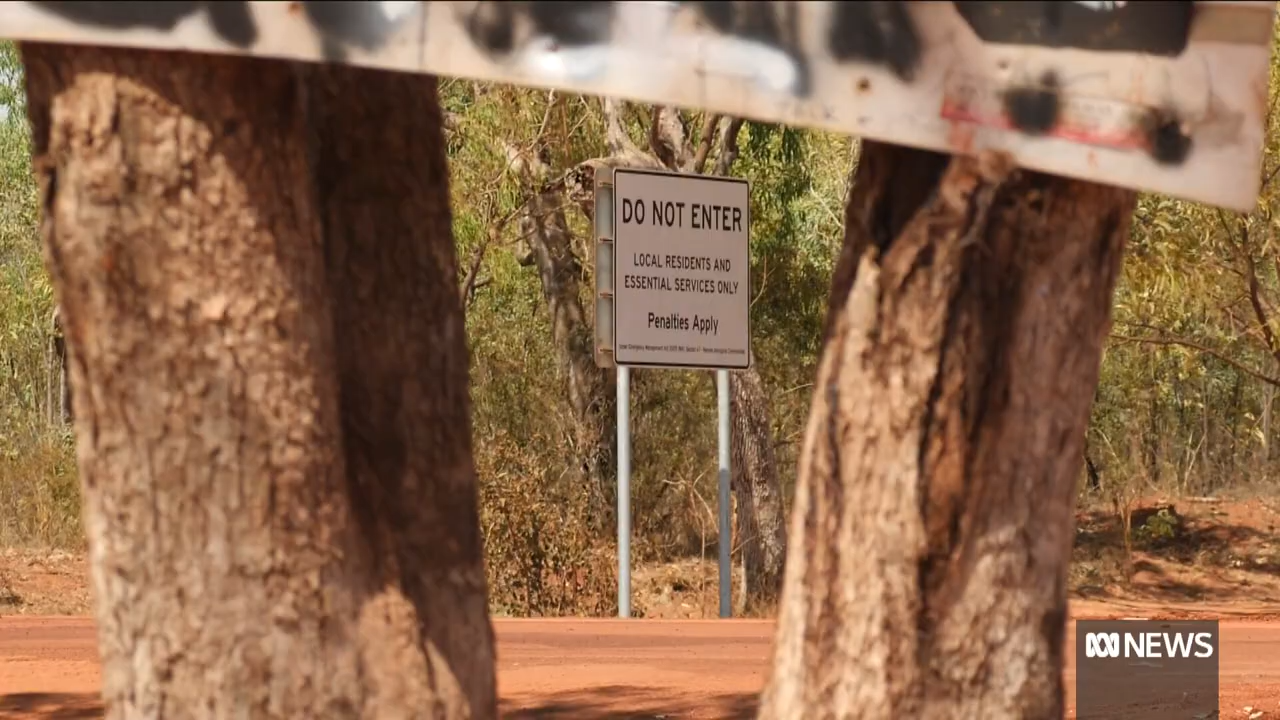 DO NOT ENTER
LOCAL RESIDENTS AND
ESSENTIAL SERVICES ONLY
Penalties Apply
NEWS